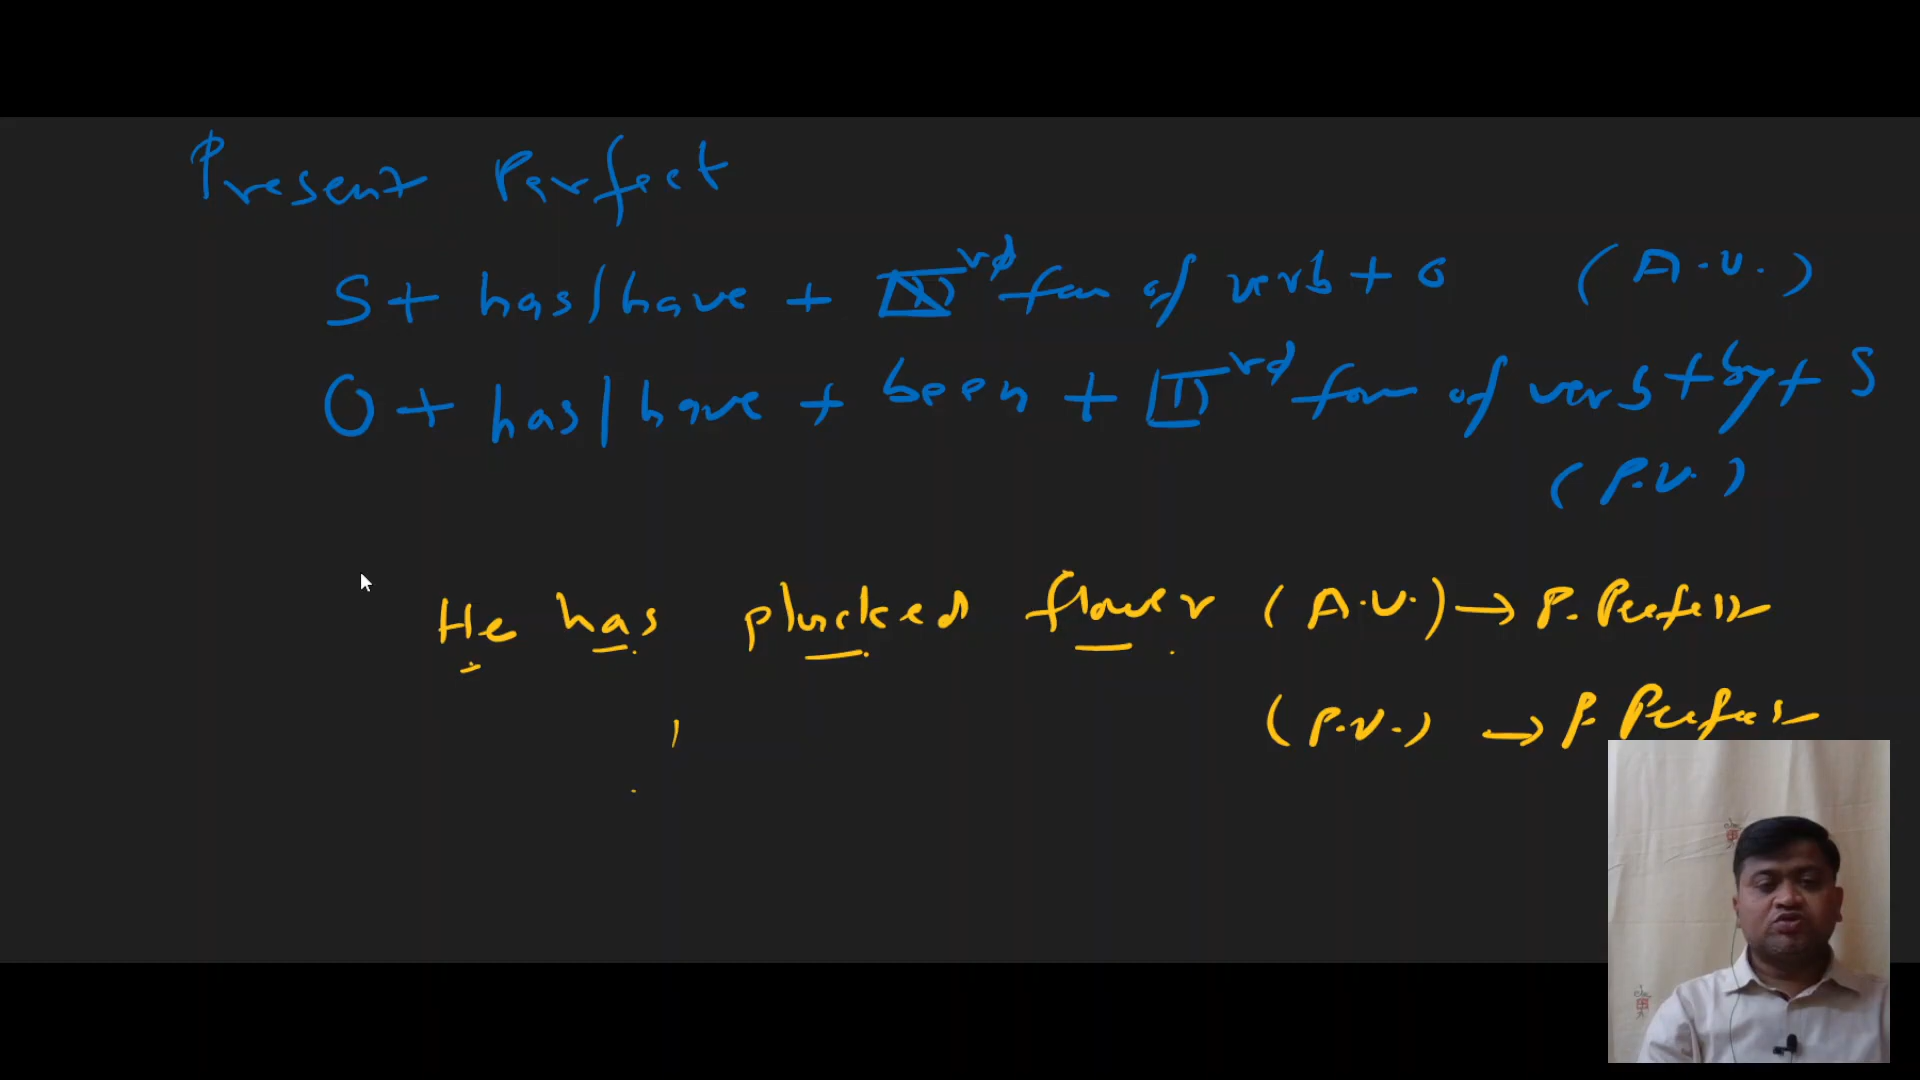 Present Perfect
S + has/have + III rd form of verb + O (A.V.)
O + has/have + been + III rd form of verb + by + S
(P.V.)
He has plucked flower (A.V.) → P. Perfect
(P.V.) → P. Perfect